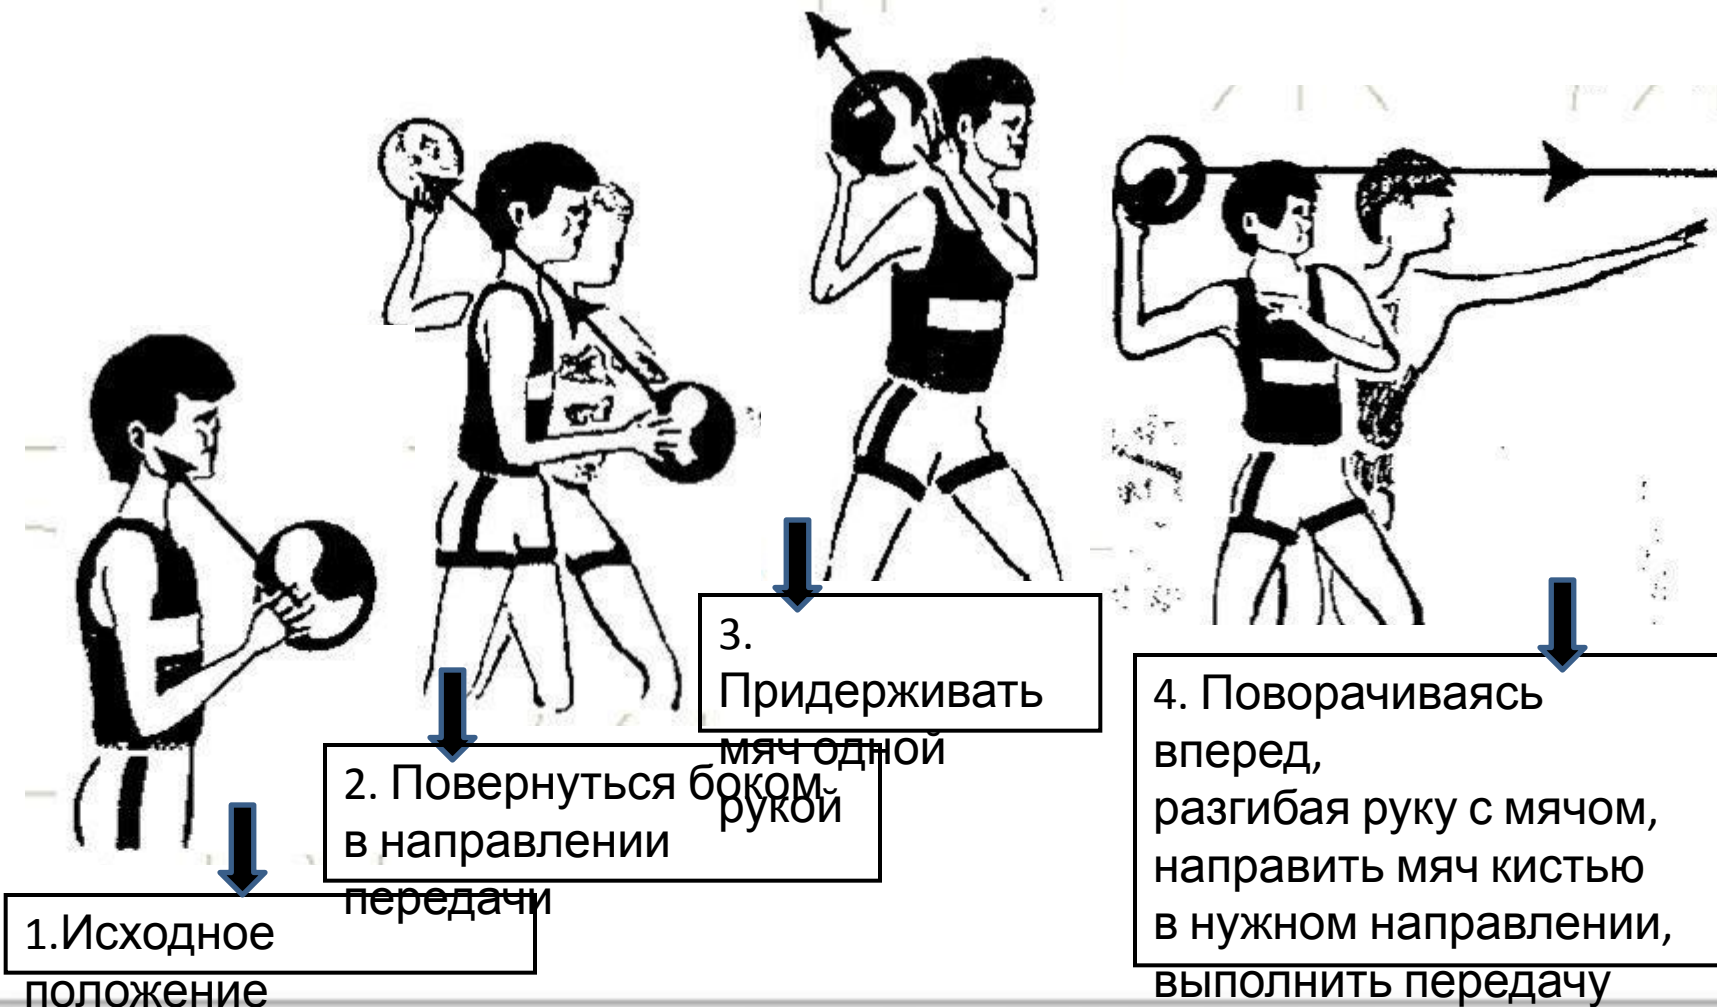 1.Исходное
положение
2. Повернуться боком
в направлении
передачи
3.
Придерживать
мяч одной
рукой
4. Поворачиваясь
вперед,
разгибая руку с мячом,
направить мяч кистью
в нужном направлении,
выполнить передачу